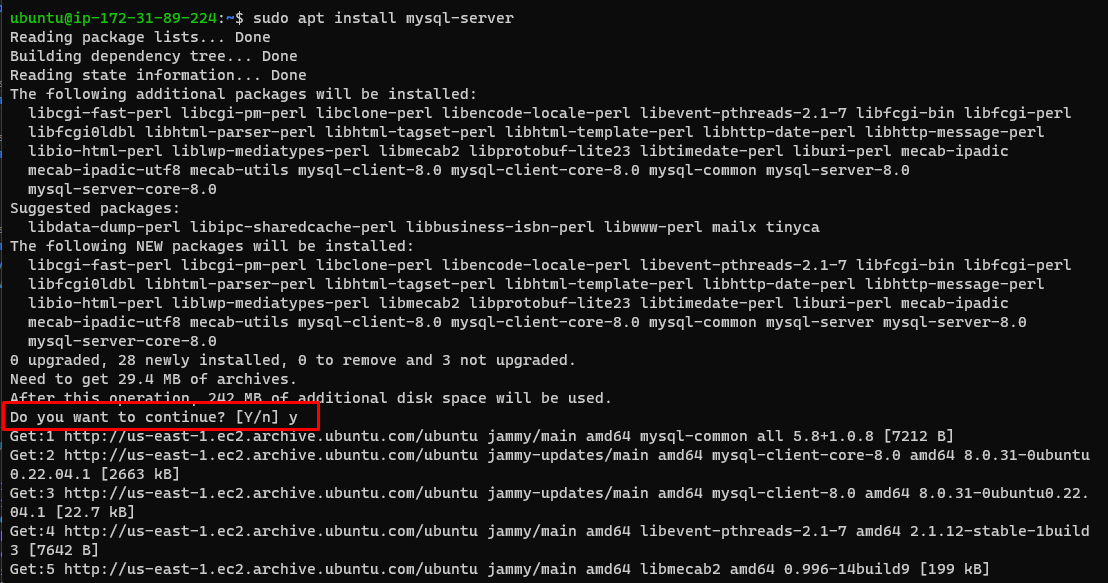 ubuntu@ip-172-31-89-224:~$ sudo apt install mysql-server
Reading package lists... Done
Building dependency tree... Done
Reading state information... Done
The following additional packages will be installed:
  libcgi-fast-perl libcgi-pm-perl libclone-perl libencode-locale-perl libevent-pthreads-2.1-7 libfcgi-bin libfcgi-perl
  libfcgi0ldbl libhtml-parser-perl libhtml-tagset-perl libhtml-template-perl libhttp-date-perl libhttp-message-perl
  libio-html-perl liblwp-mediatypes-perl libmecab2 libprotobuf-lite23 libtimedate-perl liburi-perl mecab-ipadic
  mecab-ipadic-utf8 mecab-utils mysql-client-8.0 mysql-client-core-8.0 mysql-common mysql-server-8.0
  mysql-server-core-8.0
Suggested packages:
  libdata-dump-perl libipc-sharedcache-perl libbusiness-isbn-perl libwww-perl mailx tinyca
The following NEW packages will be installed:
  libcgi-fast-perl libcgi-pm-perl libclone-perl libencode-locale-perl libevent-pthreads-2.1-7 libfcgi-bin libfcgi-perl
  libfcgi0ldbl libhtml-parser-perl libhtml-tagset-perl libhtml-template-perl libhttp-date-perl libhttp-message-perl
  libio-html-perl liblwp-mediatypes-perl libmecab2 libprotobuf-lite23 libtimedate-perl liburi-perl mecab-ipadic
  mecab-ipadic-utf8 mecab-utils mysql-client-8.0 mysql-client-core-8.0 mysql-common mysql-server mysql-server-8.0
  mysql-server-core-8.0
0 upgraded, 28 newly installed, 0 to remove and 3 not upgraded.
Need to get 29.4 MB of archives.
After this operation, 242 MB of additional disk space will be used.
Do you want to continue? [Y/n] y
Get:1 http://us-east-1.ec2.archive.ubuntu.com/ubuntu jammy/main amd64 mysql-common all 5.8+1.0.8 [7212 B]
Get:2 http://us-east-1.ec2.archive.ubuntu.com/ubuntu jammy-updates/main amd64 mysql-client-core-8.0 amd64 8.0.31-0ubuntu
0.22.04.1 [2663 kB]
Get:3 http://us-east-1.ec2.archive.ubuntu.com/ubuntu jammy-updates/main amd64 mysql-client-8.0 amd64 8.0.31-0ubuntu0.22.
04.1 [22.7 kB]
Get:4 http://us-east-1.ec2.archive.ubuntu.com/ubuntu jammy/main amd64 libevent-pthreads-2.1-7 amd64 2.1.12-stable-1build
3 [7642 B]
Get:5 http://us-east-1.ec2.archive.ubuntu.com/ubuntu jammy/main amd64 libmecab2 amd64 0.996-14build9 [199 kB]